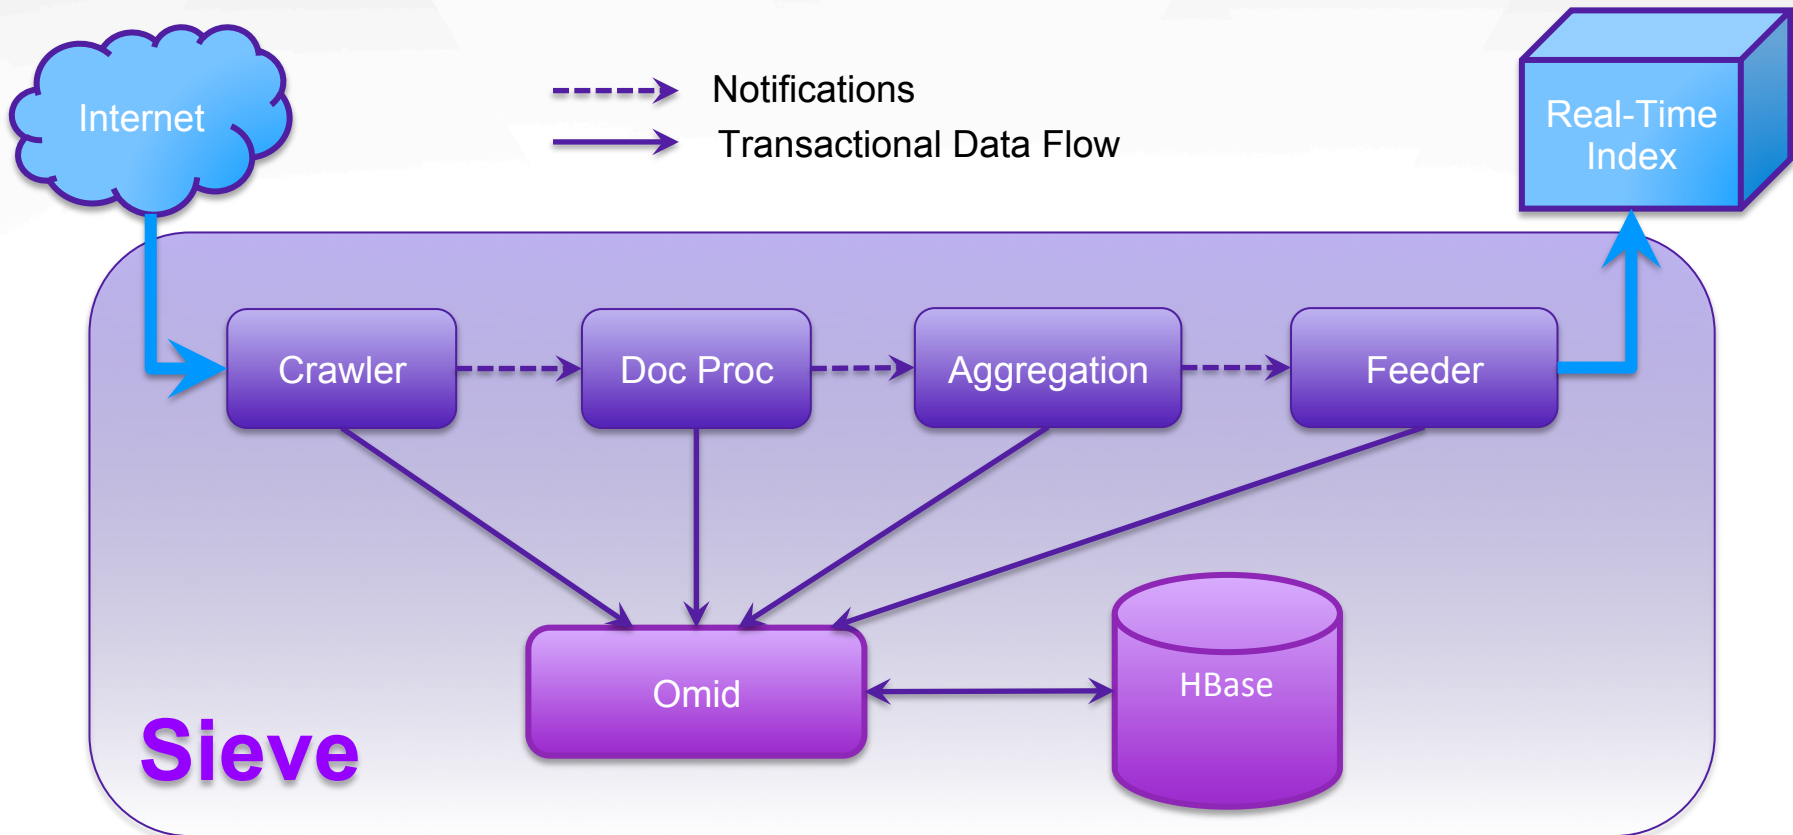 Internet
Notifications
Transactional Data Flow
Real-Time
Index
Crawler
Doc Proc
Aggregation
Feeder
Omid
HBase
Sieve